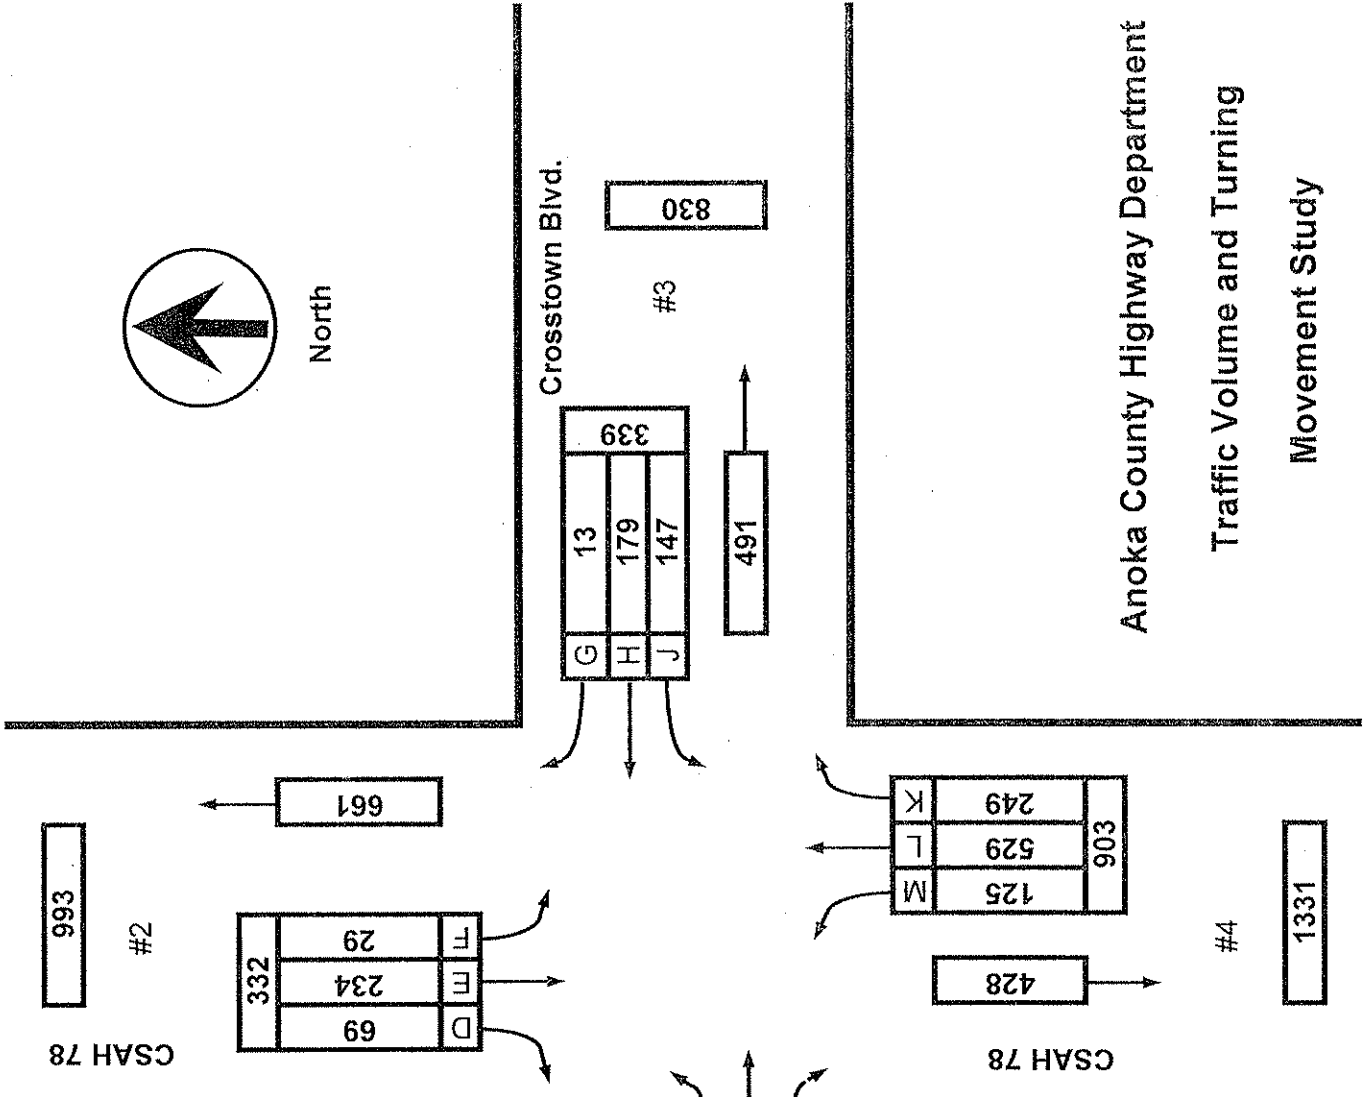 CSAH 78
993
#2
332
69
234
29
D
E
F
661
North
Crosstown Blvd.
G
13
H
179
J
147
339
491
#3
830
M
L
K
125
529
249
903
428
CSAH 78
#4
1331
Anoka County Highway Department
Traffic Volume and Turning
Movement Study